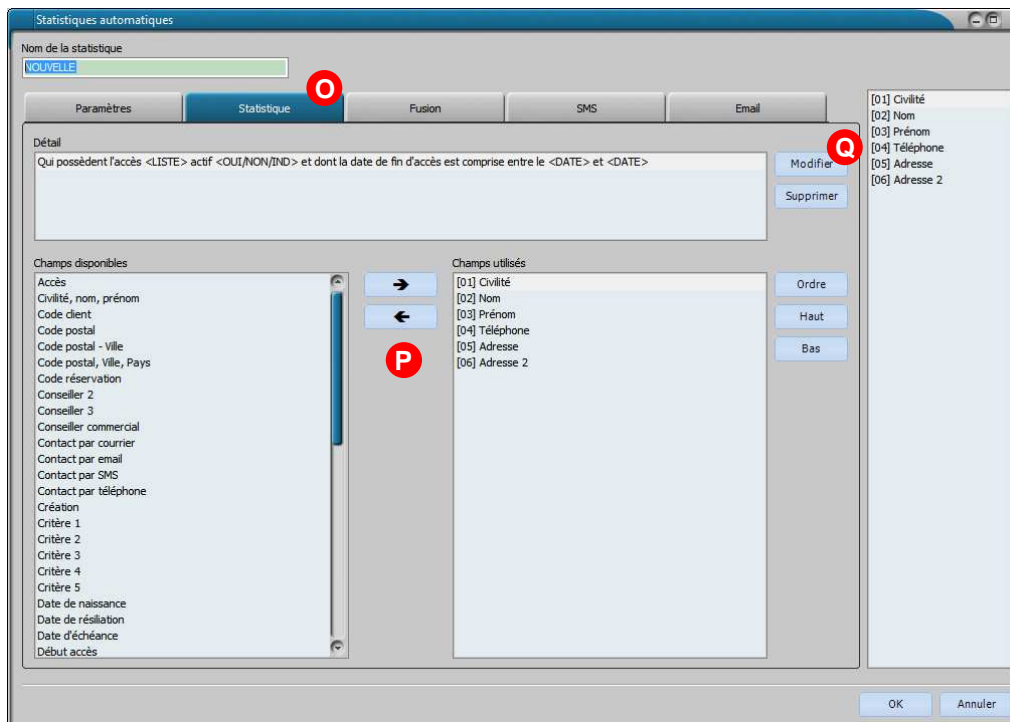 Statistiques automatiques
Nom de la statistique
NOUVELLE
O
Paramètres
Statistique
Fusion
SMS
Email
Détail
Qui possèdent l'accès <LISTE> actif <OUI/NON/IND> et dont la date de fin d'accès est comprise entre le <DATE> et <DATE>
Modifier
Q
Supprimer
Champs disponibles
Accès
Civilité, nom, prénom
Code client
Code postal
Code postal - Ville
Code postal, Ville, Pays
Code réservation
Conseiller 2
Conseiller 3
Conseiller commercial
Contact par courrier
Contact par email
Contact par SMS
Contact par téléphone
Création
Critère 1
Critère 2
Critère 3
Critère 4
Critère 5
Date de naissance
Date de résiliation
Date d'échéance
Début accès
P
Champs utilisés
[01] Civilité
[02] Nom
[03] Prénom
[04] Téléphone
[05] Adresse
[06] Adresse 2
Ordre
Haut
Bas
[01] Civilité
[02] Nom
[03] Prénom
[04] Téléphone
[05] Adresse
[06] Adresse 2
OK
Annuler